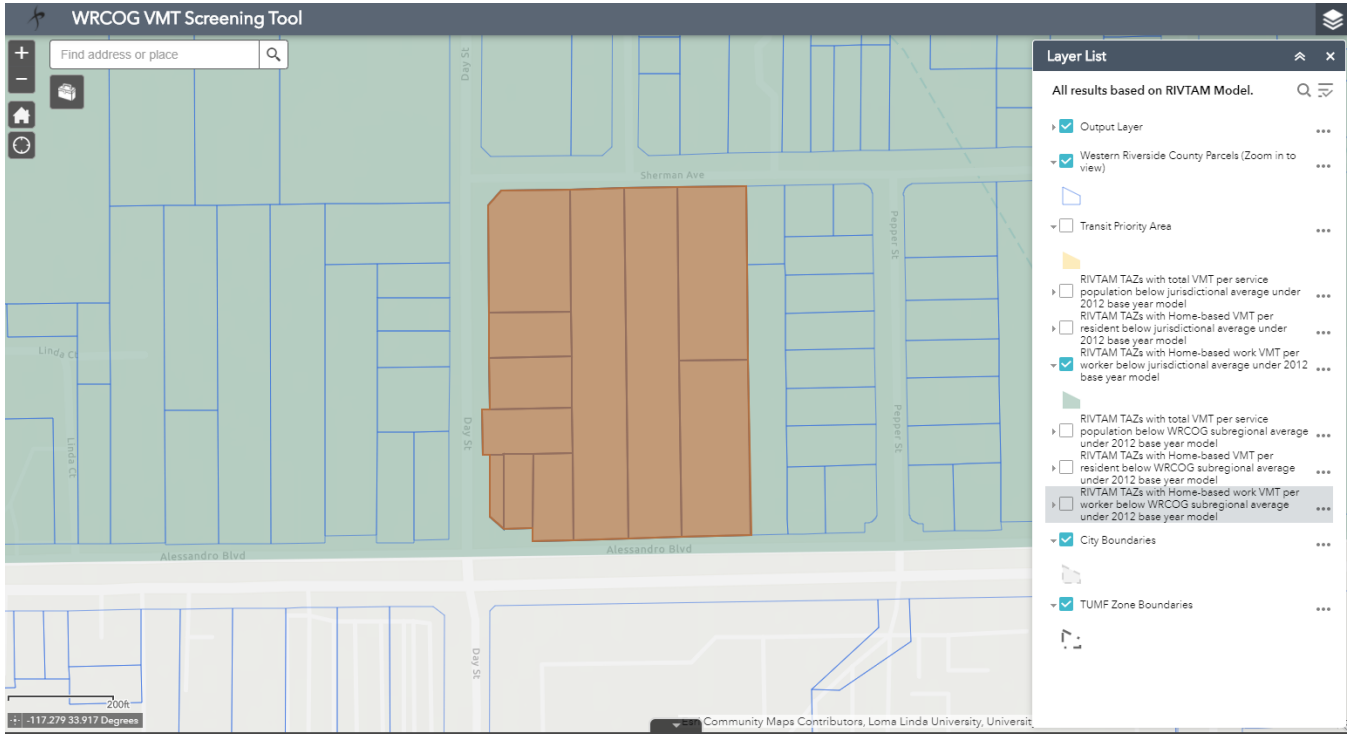 WRCOG VMT Screening Tool
+
Find address or place
−
Day St
Sherman Ave
Pepper St
Linda Ct
Linda Ct
Day St
Pepper St
Alessandro Blvd
Alessandro Blvd
Day St
200ft
-117.279 33.917 Degrees
Esri Community Maps Contributors, Loma Linda University, Universit
Layer List
All results based on RIVTAM Model.
Output Layer
Western Riverside County Parcels (Zoom in to
view)
Transit Priority Area
RIVTAM TAZs with total VMT per service
population below jurisdictional average under
2012 base year model
RIVTAM TAZs with Home-based VMT per
resident below jurisdictional average under
2012 base year model
RIVTAM TAZs with Home-based work VMT per
worker below jurisdictional average under 2012
base year model
RIVTAM TAZs with total VMT per service
population below WRCOG subregional average
under 2012 base year model
RIVTAM TAZs with Home-based VMT per
resident below WRCOG subregional average
under 2012 base year model
RIVTAM TAZs with Home-based work VMT per
worker below WRCOG subregional average
under 2012 base year model
City Boundaries
TUMF Zone Boundaries